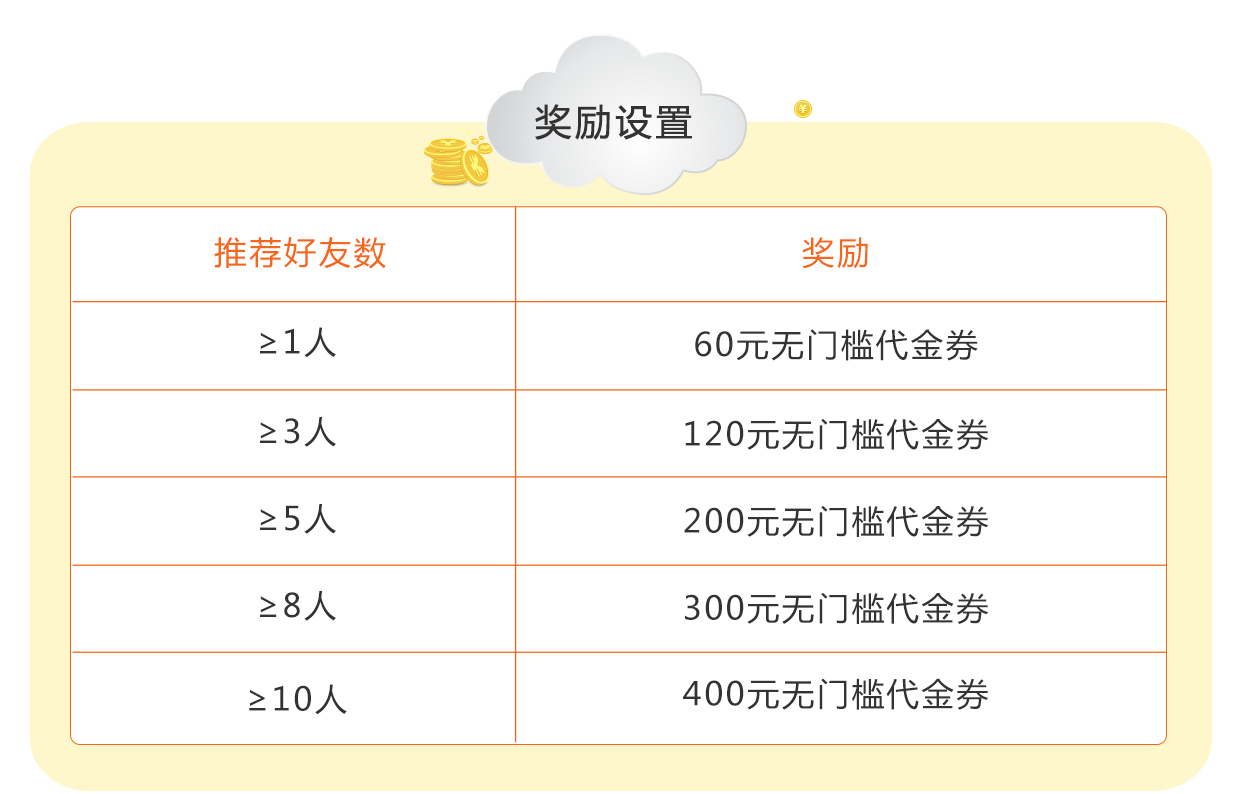 奖励设置
推荐好友数 奖励
≥1人 60元无门槛代金券
≥3人 120元无门槛代金券
≥5人 200元无门槛代金券
≥8人 300元无门槛代金券
≥10人 400元无门槛代金券